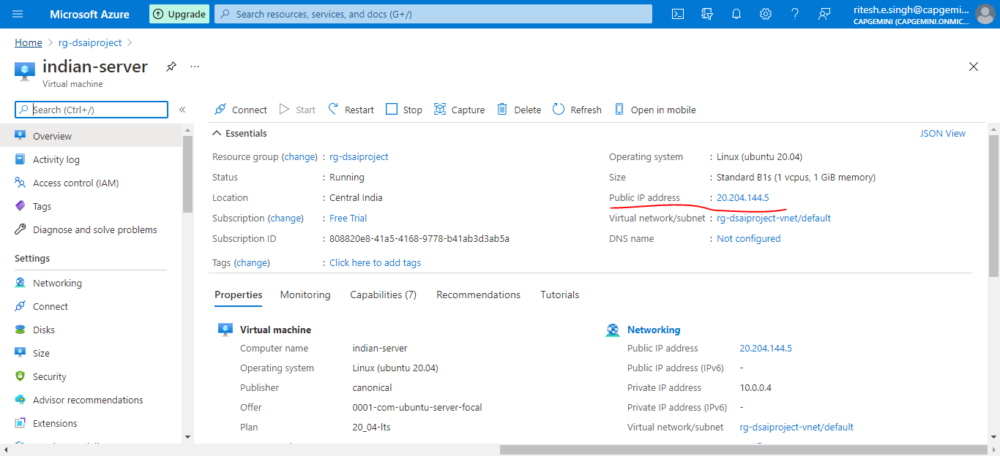 Microsoft Azure Upgrade Search resources, services, and docs (G+/) ritesh.e.singh@capgemi...
CAPGEMINI (CAPGEMINI.ONMIC...
Home > rg-dsaiproject >
indian-server ...
Virtual machine
Search (Ctrl+/) «
Overview
Activity log
Access control (IAM)
Tags
Diagnose and solve problems
Settings
Networking
Connect
Disks
Size
Security
Advisor recommendations
Extensions
Connect Start Restart Stop Capture Delete Refresh Open in mobile
Essentials JSON View
Resource group (change) : rg-dsaiproject
Status : Running
Location : Central India
Subscription (change) : Free Trial
Subscription ID : 808820e8-41a5-4168-9778-b41ab3d3ab5a
Tags (change) : Click here to add tags
Operating system : Linux (ubuntu 20.04)
Size : Standard B1s (1 vcpus, 1 GiB memory)
Public IP address : 20.204.144.5
Virtual network/subnet : rg-dsaiproject-vnet/default
DNS name : Not configured
Properties Monitoring Capabilities (7) Recommendations Tutorials
Virtual machine
Computer name indian-server
Operating system Linux (ubuntu 20.04)
Publisher canonical
Offer 0001-com-ubuntu-server-focal
Plan 20_04-lts
Networking
Public IP address 20.204.144.5
Public IP address (IPv6) -
Private IP address 10.0.0.4
Private IP address (IPv6) -
Virtual network/subnet rg-dsaiproject-vnet/default